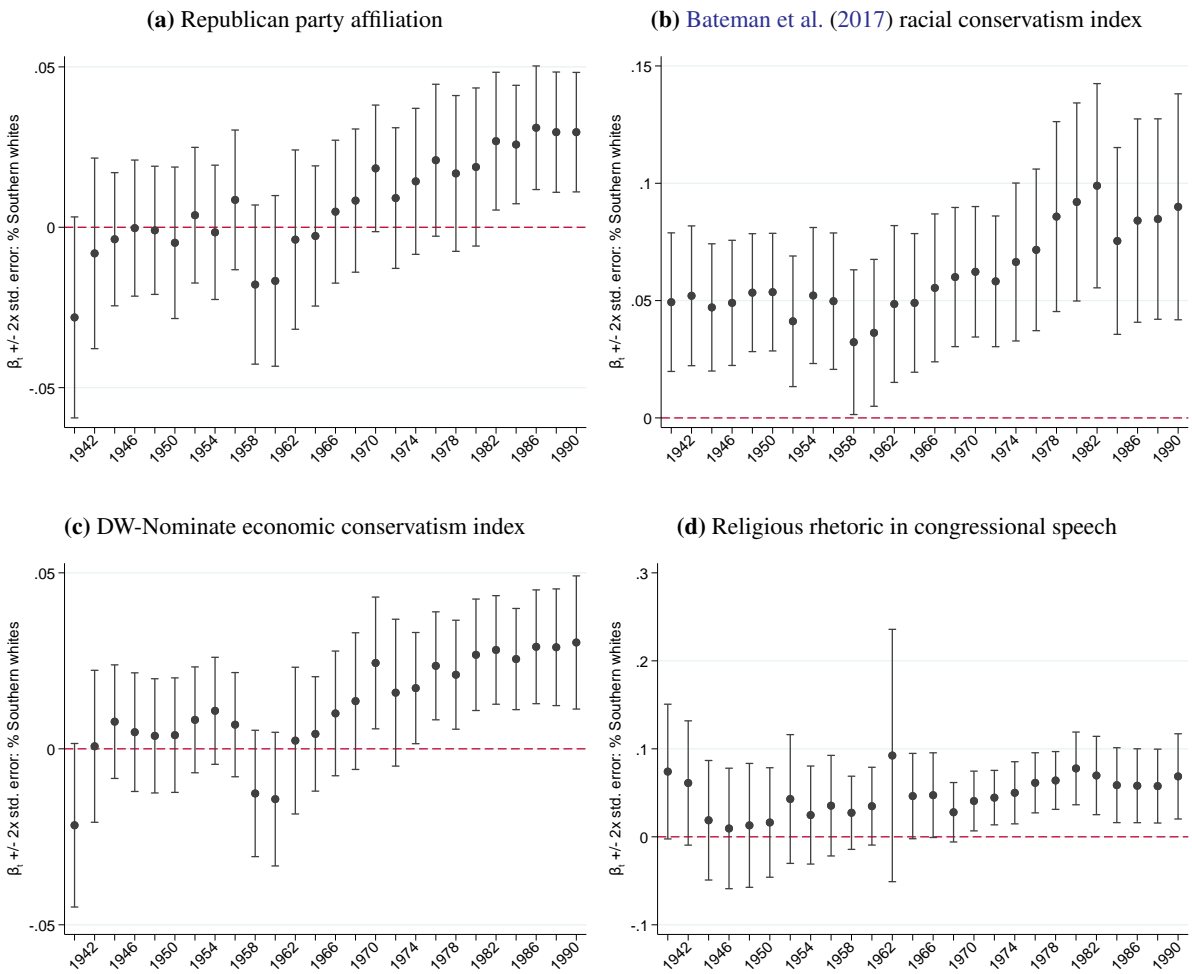 (a) Republican party affiliation
β_t +/- 2x std. error: % Southern whites
.05
0
-.05
1942 1946 1950 1954 1958 1962 1966 1970 1974 1978 1982 1986 1990
(b) Bateman et al. (2017) racial conservatism index
β_t +/- 2x std. error: % Southern whites
.15
.1
.05
0
1942 1946 1950 1954 1958 1962 1966 1970 1974 1978 1982 1986 1990
(c) DW-Nominate economic conservatism index
β_t +/- 2x std. error: % Southern whites
.05
0
-.05
1942 1946 1950 1954 1958 1962 1966 1970 1974 1978 1982 1986 1990
(d) Religious rhetoric in congressional speech
β_t +/- 2x std. error: % Southern whites
.3
.2
.1
0
-.1
1942 1946 1950 1954 1958 1962 1966 1970 1974 1978 1982 1986 1990